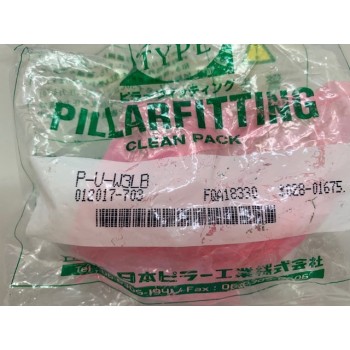 TYPE
ピラーフィッティング
PILLARFITTING
CLEAN PACK
P-U-W3LA
012017-703 FQA18330
日本ピラー工業株式会社